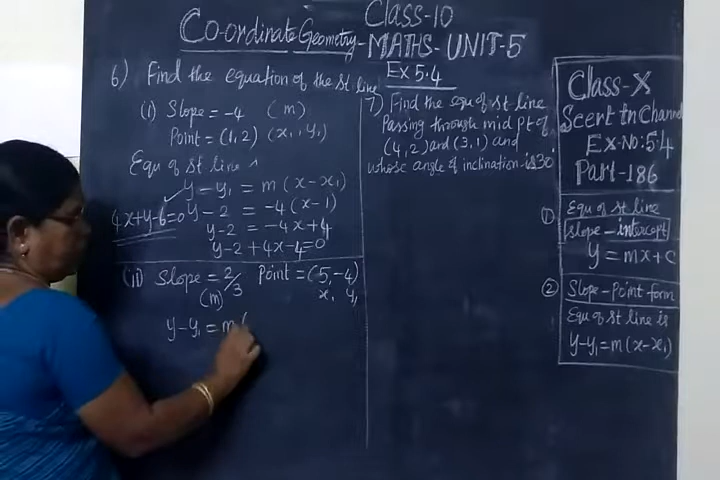 Class-10
Co-ordinate Geometry-MATHS-UNIT-5
Ex 5.4
6) Find the equation of the st line
(i) Slope = -4 (m)
Point = (1, 2) (x₁, y₁)
Equ of st line is
y-y₁ = m(x-x₁)
y-2 = -4(x-1)
y-2 = -4x+4
y-2+4x-4=0
4x+y-6=0
(ii) Slope = 2/3 Point = (5,-4)
(m) x₁ y₁
y-y₁ = m(
7) Find the equ of st line
Passing through mid pt of
(4,2) and (3,1) and
whose angle of inclination is 30°
Class-X
Seert tn Channel
Ex-No: 5.4
Part-186
① Equ of st line
slope - intercept
y = mx+c
② Slope-Point form
Equ of st line is
y-y₁=m(x-x₁)